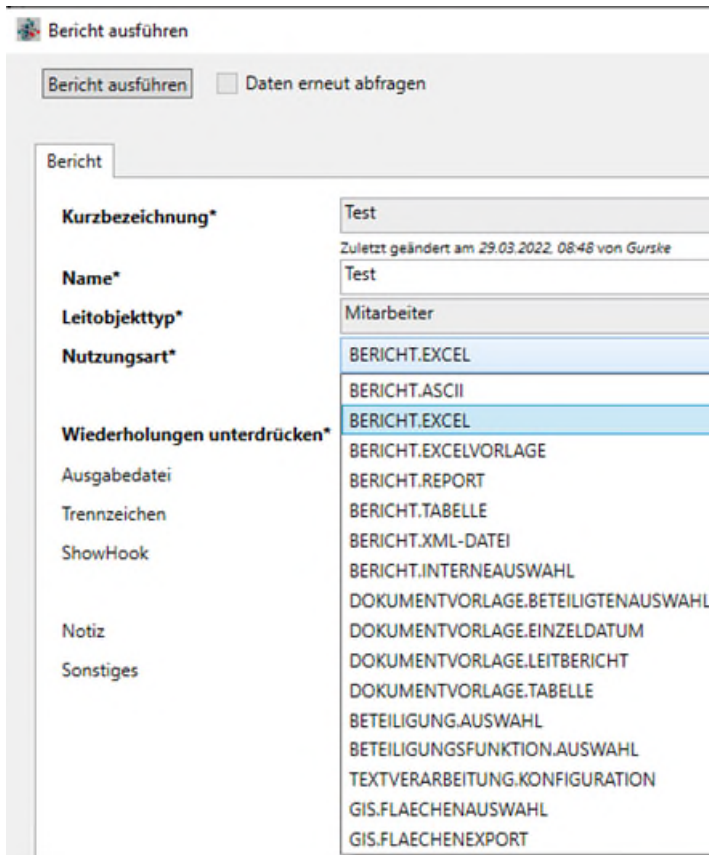 Bericht ausführen
Bericht ausführen Daten erneut abfragen
Bericht
Kurzbezeichnung* Test
Zuletzt geändert am 29.03.2022, 08:48 von Gurske
Name* Test
Leitobjekttyp* Mitarbeiter
Nutzungsart* BERICHT.EXCEL
BERICHT.ASCII
BERICHT.EXCEL
Wiederholungen unterdrücken*
BERICHT.EXCELVORLAGE
Ausgabedatei BERICHT.REPORT
Trennzeichen BERICHT.TABELLE
BERICHT.XML-DATEI
ShowHook
BERICHT.INTERNEAUSWAHL
DOKUMENTVORLAGE.BETEILIGTENAUSWAHL
Notiz DOKUMENTVORLAGE.EINZELDATUM
Sonstiges DOKUMENTVORLAGE.LEITBERICHT
DOKUMENTVORLAGE.TABELLE
BETEILIGUNG.AUSWAHL
BETEILIGUNGSFUNKTION.AUSWAHL
TEXTVERARBEITUNG.KONFIGURATION
GIS.FLAECHENAUSWAHL
GIS.FLAECHENEXPORT